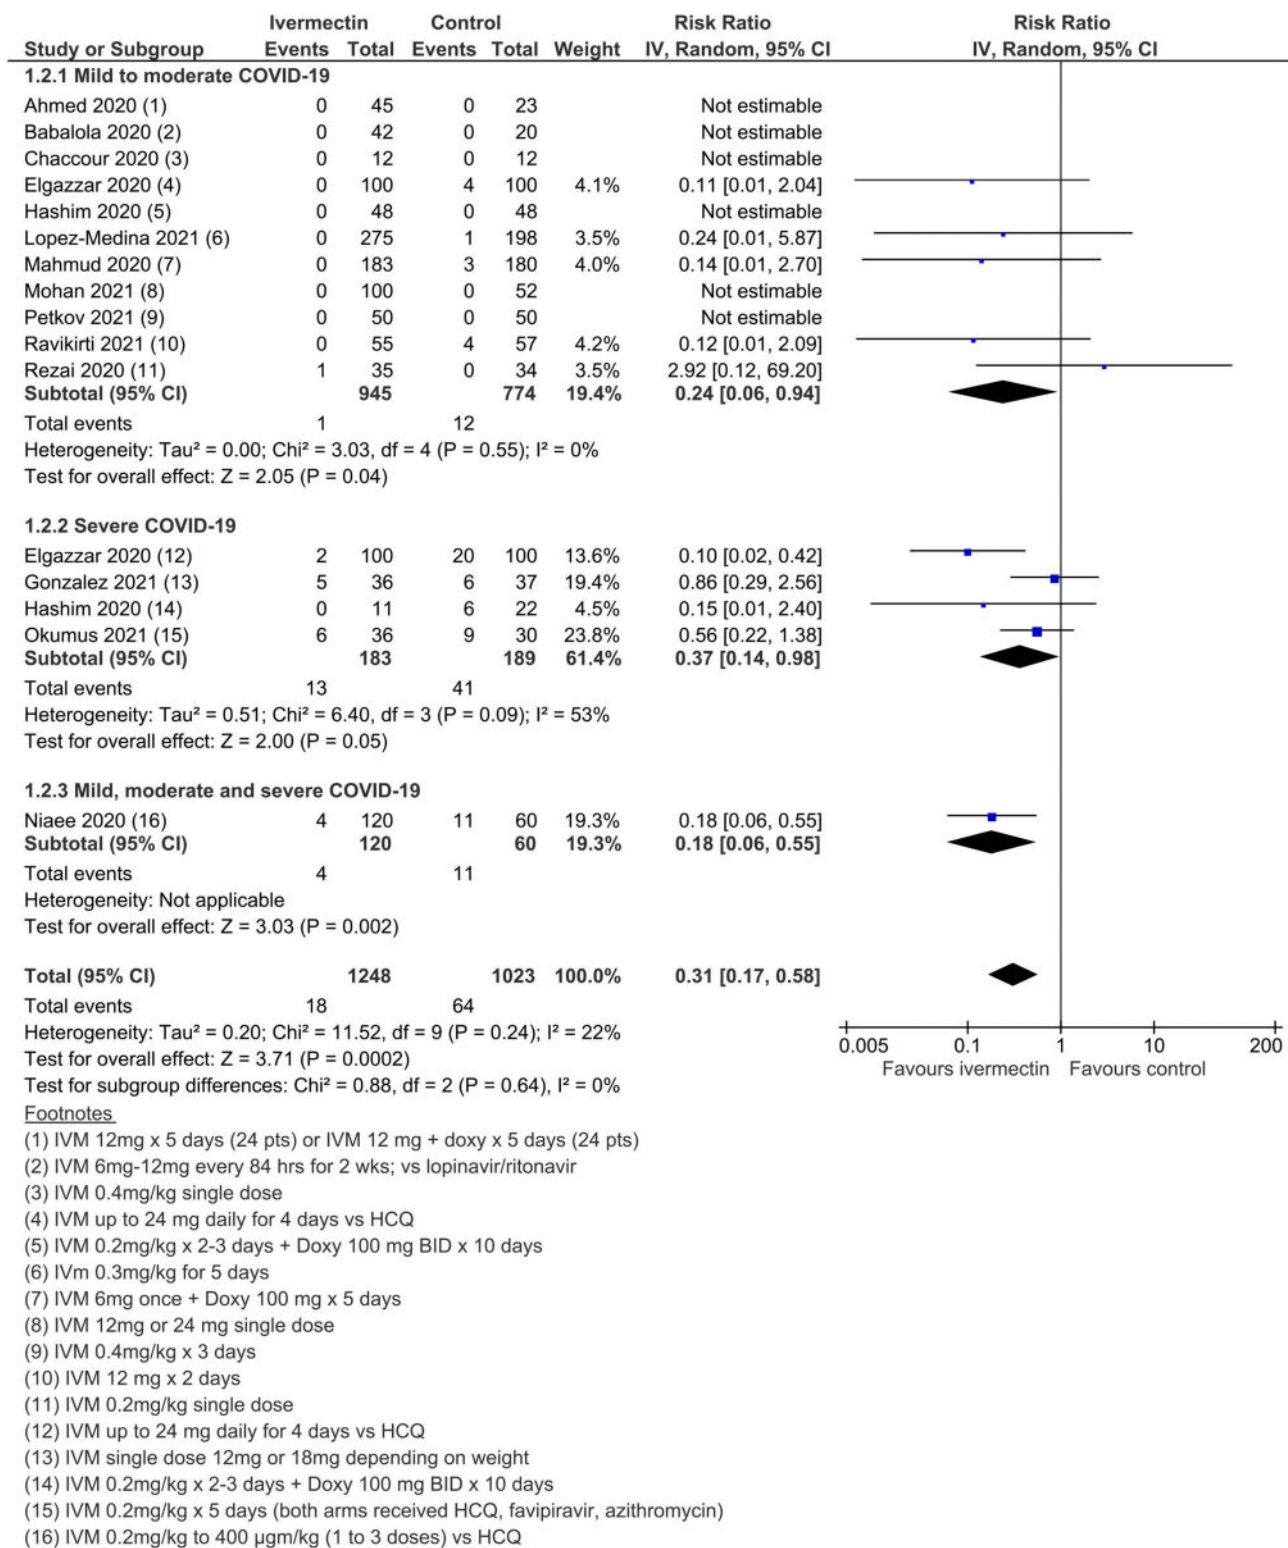 Ivermectin Control Risk Ratio Risk Ratio
Study or Subgroup Events Total Events Total Weight IV, Random, 95% CI IV, Random, 95% CI
1.2.1 Mild to moderate COVID-19
Ahmed 2020 (1) 0 45 0 23 Not estimable
Babalola 2020 (2) 0 42 0 20 Not estimable
Chaccour 2020 (3) 0 12 0 12 Not estimable
Elgazzar 2020 (4) 0 100 4 100 4.1% 0.11 [0.01, 2.04]
Hashim 2020 (5) 0 48 0 48 Not estimable
Lopez-Medina 2021 (6) 0 275 1 198 3.5% 0.24 [0.01, 5.87]
Mahmud 2020 (7) 0 183 3 180 4.0% 0.14 [0.01, 2.70]
Mohan 2021 (8) 0 100 0 52 Not estimable
Petkov 2021 (9) 0 50 0 50 Not estimable
Ravikirti 2021 (10) 0 55 4 57 4.2% 0.12 [0.01, 2.09]
Rezai 2020 (11) 1 35 0 34 3.5% 2.92 [0.12, 69.20]
Subtotal (95% CI) 945 774 19.4% 0.24 [0.06, 0.94]
Total events 1 12
Heterogeneity: Tau² = 0.00; Chi² = 3.03, df = 4 (P = 0.55); I² = 0%
Test for overall effect: Z = 2.05 (P = 0.04)
1.2.2 Severe COVID-19
Elgazzar 2020 (12) 2 100 20 100 13.6% 0.10 [0.02, 0.42]
Gonzalez 2021 (13) 5 36 6 37 19.4% 0.86 [0.29, 2.56]
Hashim 2020 (14) 0 11 6 22 4.5% 0.15 [0.01, 2.40]
Okumus 2021 (15) 6 36 9 30 23.8% 0.56 [0.22, 1.38]
Subtotal (95% CI) 183 189 61.4% 0.37 [0.14, 0.98]
Total events 13 41
Heterogeneity: Tau² = 0.51; Chi² = 6.40, df = 3 (P = 0.09); I² = 53%
Test for overall effect: Z = 2.00 (P = 0.05)
1.2.3 Mild, moderate and severe COVID-19
Niaee 2020 (16) 4 120 11 60 19.3% 0.18 [0.06, 0.55]
Subtotal (95% CI) 120 60 19.3% 0.18 [0.06, 0.55]
Total events 4 11
Heterogeneity: Not applicable
Test for overall effect: Z = 3.03 (P = 0.002)
Total (95% CI) 1248 1023 100.0% 0.31 [0.17, 0.58]
Total events 18 64
Heterogeneity: Tau² = 0.20; Chi² = 11.52, df = 9 (P = 0.24); I² = 22%
Test for overall effect: Z = 3.71 (P = 0.0002)
Test for subgroup differences: Chi² = 0.88, df = 2 (P = 0.64), I² = 0%
0.005 0.1 1 10 200
Favours ivermectin Favours control
Footnotes
(1) IVM 12mg x 5 days (24 pts) or IVM 12 mg + doxy x 5 days (24 pts)
(2) IVM 6mg-12mg every 84 hrs for 2 wks; vs lopinavir/ritonavir
(3) IVM 0.4mg/kg single dose
(4) IVM up to 24 mg daily for 4 days vs HCQ
(5) IVM 0.2mg/kg x 2-3 days + Doxy 100 mg BID x 10 days
(6) IVm 0.3mg/kg for 5 days
(7) IVM 6mg once + Doxy 100 mg x 5 days
(8) IVM 12mg or 24 mg single dose
(9) IVM 0.4mg/kg x 3 days
(10) IVM 12 mg x 2 days
(11) IVM 0.2mg/kg single dose
(12) IVM up to 24 mg daily for 4 days vs HCQ
(13) IVM single dose 12mg or 18mg depending on weight
(14) IVM 0.2mg/kg x 2-3 days + Doxy 100 mg BID x 10 days
(15) IVM 0.2mg/kg x 5 days (both arms received HCQ, favipiravir, azithromycin)
(16) IVM 0.2mg/kg to 400 µgm/kg (1 to 3 doses) vs HCQ